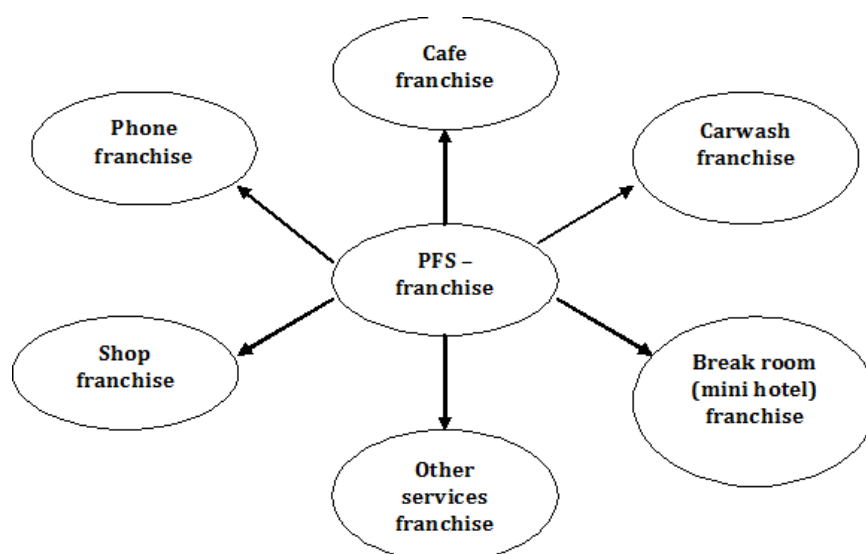 Cafe
franchise
Phone
franchise
Carwash
franchise
PFS –
franchise
Shop
franchise
Break room
(mini hotel)
franchise
Other
services
franchise